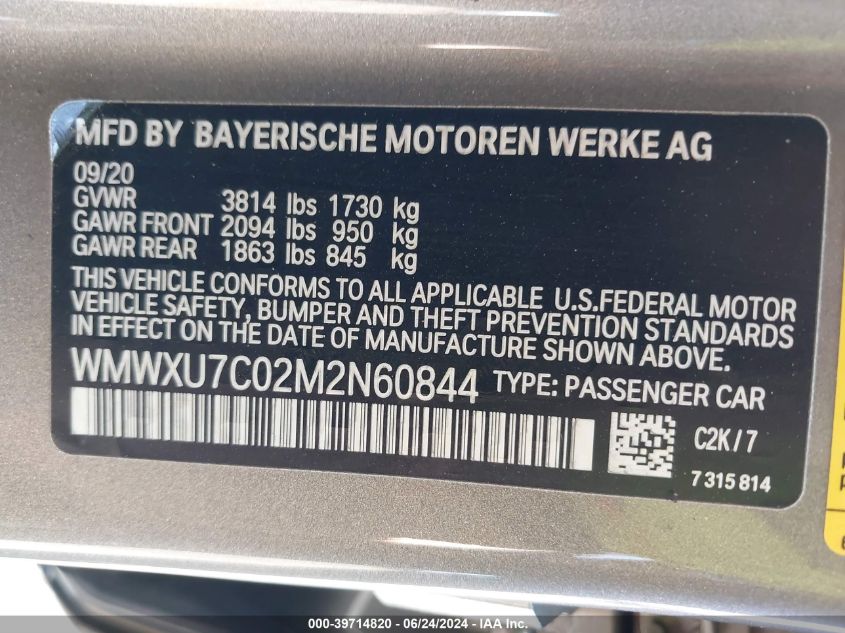 MFD BY BAYERISCHE MOTOREN WERKE AG
09/20
GVWR 3814 lbs 1730 kg
GAWR FRONT 2094 lbs 950 kg
GAWR REAR 1863 lbs 845 kg
THIS VEHICLE CONFORMS TO ALL APPLICABLE U.S.FEDERAL MOTOR
VEHICLE SAFETY, BUMPER AND THEFT PREVENTION STANDARDS
IN EFFECT ON THE DATE OF MANUFACTURE SHOWN ABOVE.
WMWXU7C02M2N60844 TYPE: PASSENGER CAR
C2K/7
7 315 814
000-39714820 / 06/24/2024 - IAA Inc.